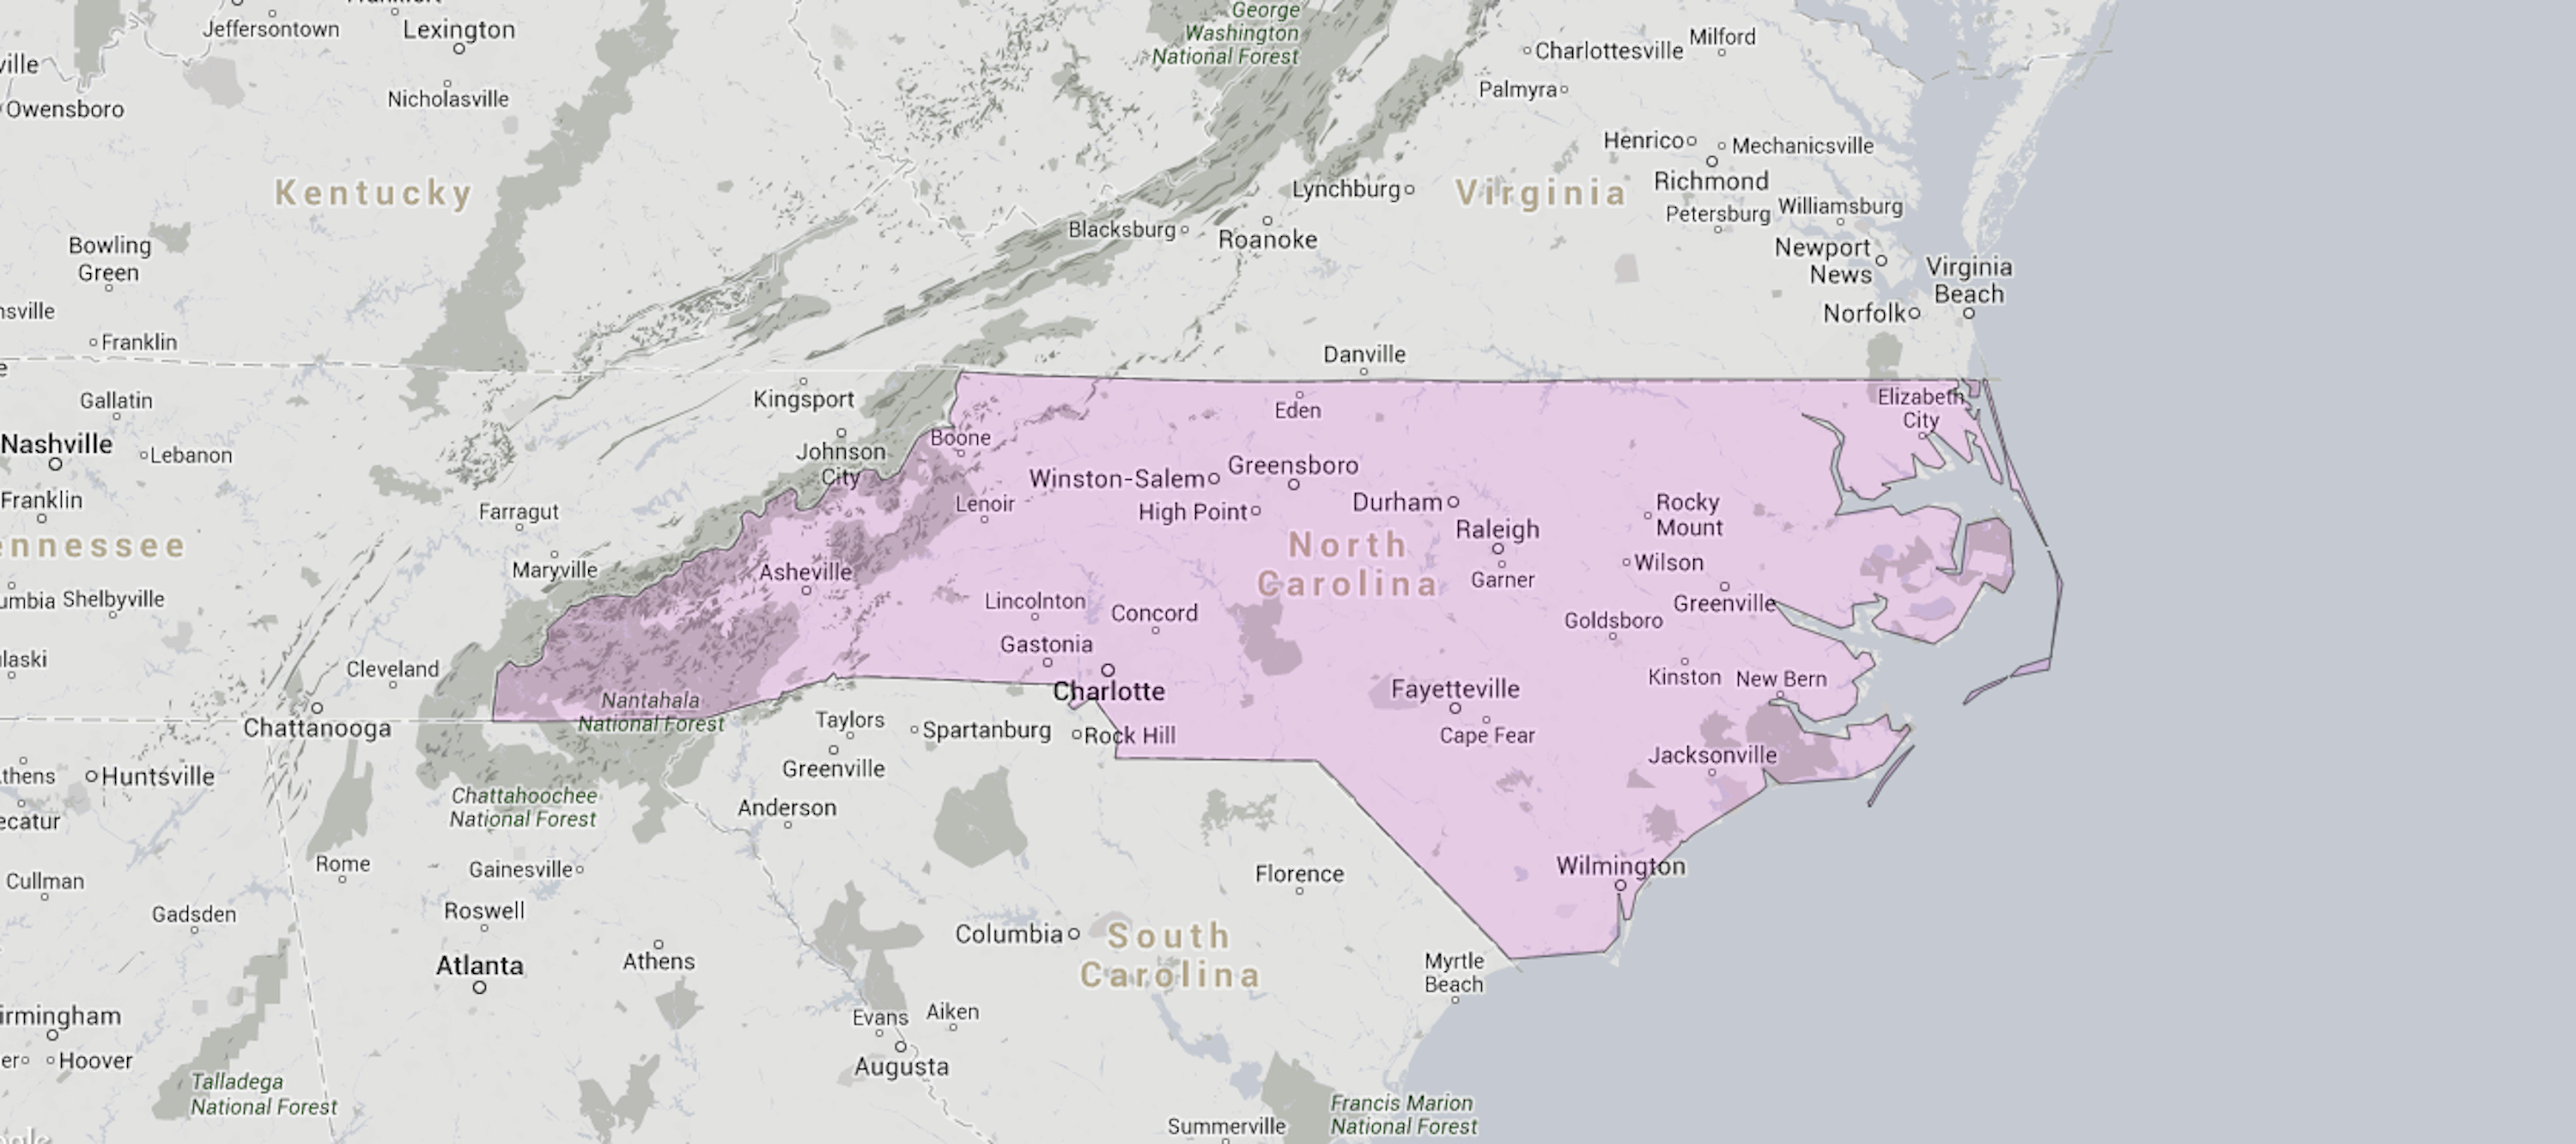 George
Washington
National Forest
Jeffersontown
Lexington
Charlottesville
Milford
ville
Owensboro
Nicholasville
Palmyra
Henrico
Mechanicsville
Kentucky
Lynchburg
Virginia
Richmond
Petersburg
Williamsburg
Bowling
Green
Blacksburg
Roanoke
Newport
News
Virginia
Beach
nsville
Norfolk
Franklin
Danville
Gallatin
Kingsport
Eden
Elizabeth
City
Nashville
Lebanon
Johnson
City
Boone
Winston-Salem
Greensboro
Franklin
Farragut
Lenoir
High Point
Durham
Rocky
Mount
Raleigh
ennessee
North
Carolina
Maryville
Asheville
Garner
Wilson
umbia
Shelbyville
Lincolnton
Concord
Greenville
Goldsboro
Gastonia
laski
Cleveland
Charlotte
Fayetteville
Kinston
New Bern
Nantahala
National Forest
Chattanooga
Taylors
Spartanburg
Rock Hill
Cape Fear
Jacksonville
thens
Huntsville
Greenville
Chattahoochee
National Forest
Anderson
ecatur
Rome
Gainesville
Florence
Wilmington
Cullman
Gadsden
Roswell
Columbia
South
Carolina
Atlanta
Athens
Myrtle
Beach
irmingham
Evans
Aiken
er
Hoover
Augusta
Talladega
National Forest
Francis Marion
National Forest
Summerville